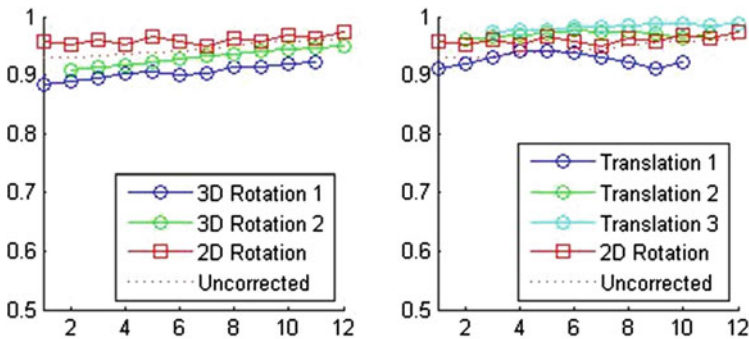 1
0.9
0.8
0.7
0.6
0.5
2 4 6 8 10 12
3D Rotation 1
3D Rotation 2
2D Rotation
Uncorrected
1
0.9
0.8
0.7
0.6
0.5
2 4 6 8 10 12
Translation 1
Translation 2
Translation 3
2D Rotation
Uncorrected